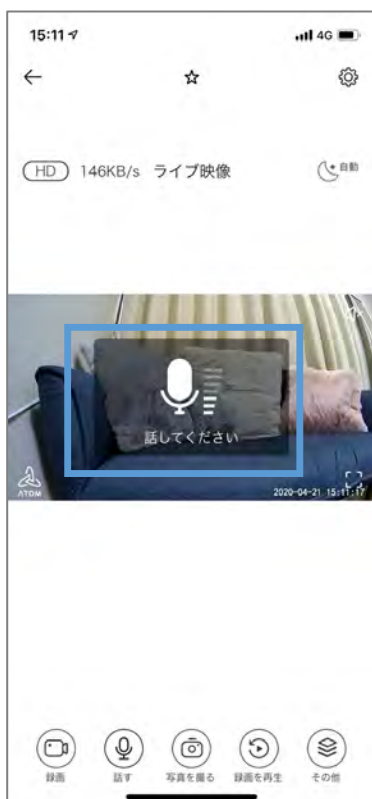 15:11 4G
HD 146KB/s ライブ映像 自動
話してください
ATOM 2020-04-21 15:11:17
録画 話す 写真を撮る 録画を再生 その他